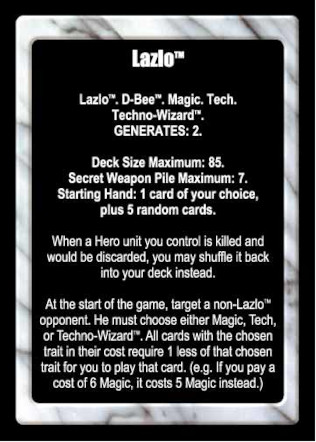 Lazlo™
Lazlo™. D-Bee™. Magic. Tech.
Techno-Wizard™.
GENERATES: 2.
Deck Size Maximum: 85.
Secret Weapon Pile Maximum: 7.
Starting Hand: 1 card of your choice,
plus 5 random cards.
When a Hero unit you control is killed and
would be discarded, you may shuffle it back
into your deck instead.
At the start of the game, target a non-Lazlo™
opponent. He must choose either Magic, Tech,
or Techno-Wizard™. All cards with the chosen
trait in their cost require 1 less of that chosen
trait for you to play that card. (e.g. If you pay a
cost of 6 Magic, it costs 5 Magic instead.)